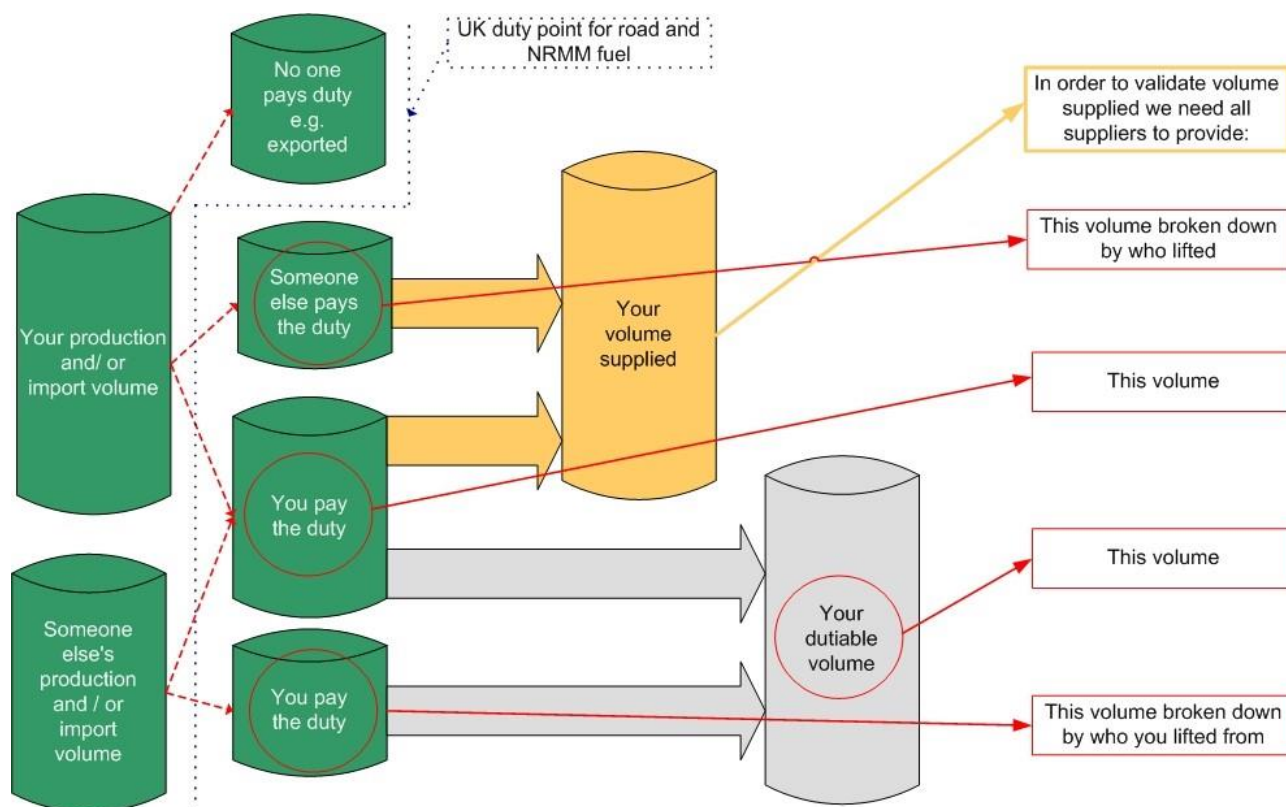 No one
pays duty
e.g.
exported
UK duty point for road and
NRMM fuel
In order to validate volume
supplied we need all
suppliers to provide:
Your production
and/ or
import volume
Someone
else pays
the duty
Your
volume
supplied
This volume broken down
by who lifted
You pay
the duty
This volume
Someone
else's
production
and / or
import
volume
You pay
the duty
Your
dutiable
volume
This volume
This volume broken down
by who you lifted from